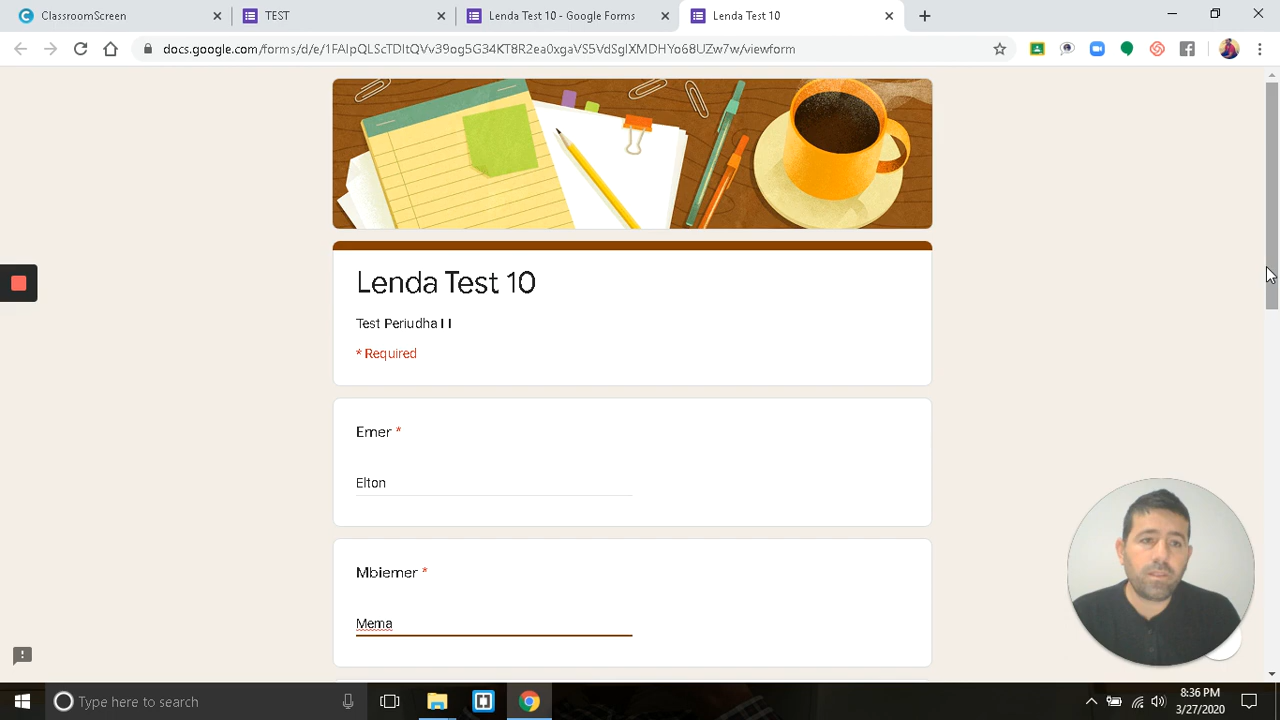 ClassroomScreen
TEST
Lenda Test 10 - Google Forms
Lenda Test 10
docs.google.com/forms/d/e/1FAIpQLScTDItQVv39og5G34KT8R2ea0xgaVS5VdSgIXMDHYo68UZw7w/viewform
Lenda Test 10
Test Periudha I I
* Required
Emer *
Elton
Mbiemer *
Mema
Type here to search
8:36 PM
3/27/2020